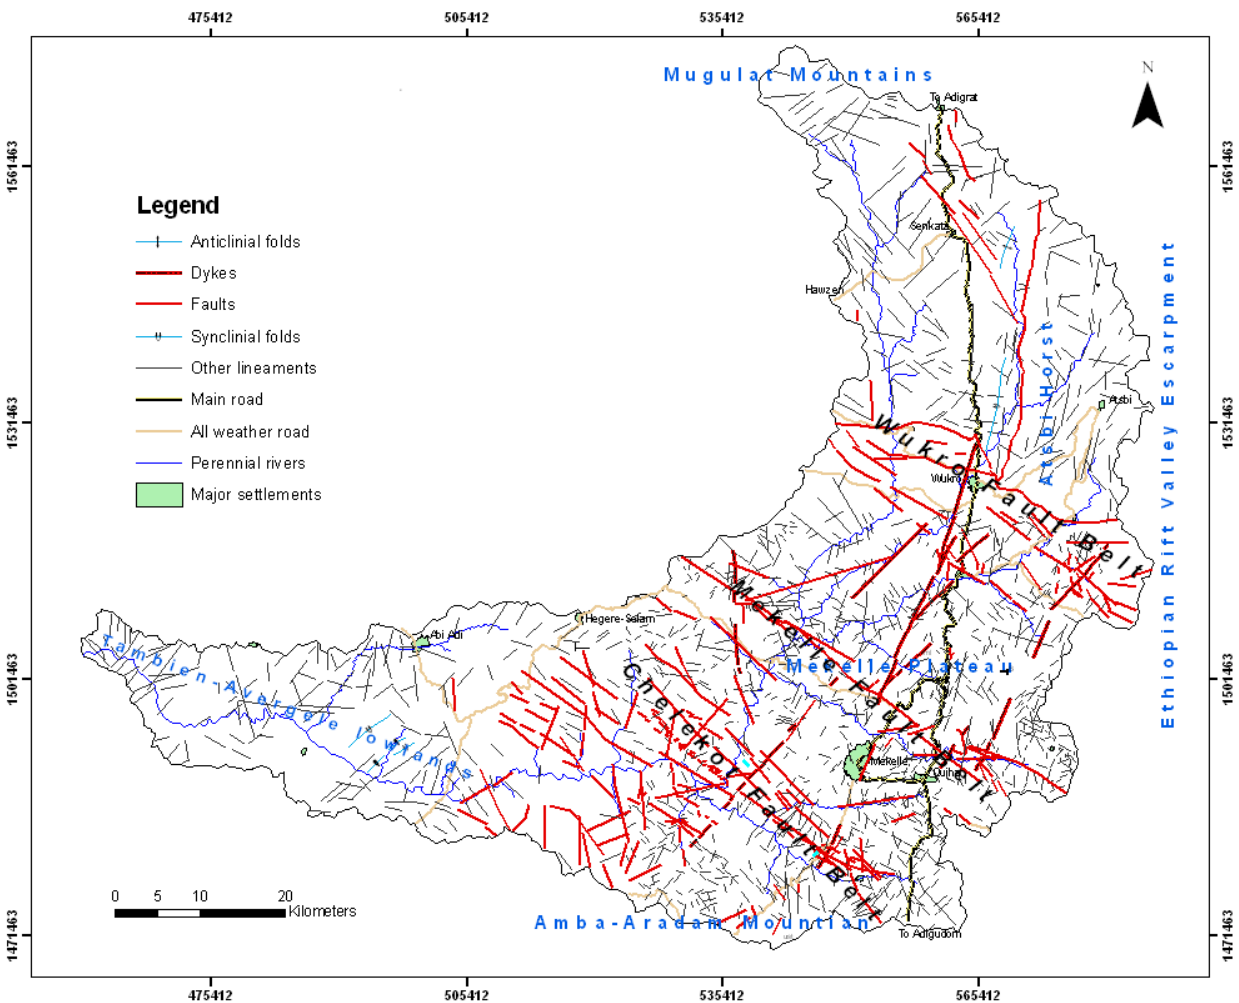 475412 505412 535412 565412
Mugulat Mountains
N
To Adigrat
1561463 1561463
Legend
Anticlinial folds
Dykes
Faults
Synclinial folds
Other lineaments
Main road
All weather road
Perennial rivers
Major settlements
Senkata
Hawzen
Atsbi Horst
Ethiopian Rift Valley Escarpment
Atsbi
1531463 1531463
Wukro Fault Belt
Wukro
Mekelle Fault Belt
Hegere-Selam
Abi Adi
Tambien-Avergele lowlands
Mekelle Plateau
1501463 1501463
Chelekot Fault Belt
Mekelle
Quiha
0 5 10 20
Kilometers
Amba-Aradam Mountian
To Adigudom
1471463 1471463
475412 505412 535412 565412